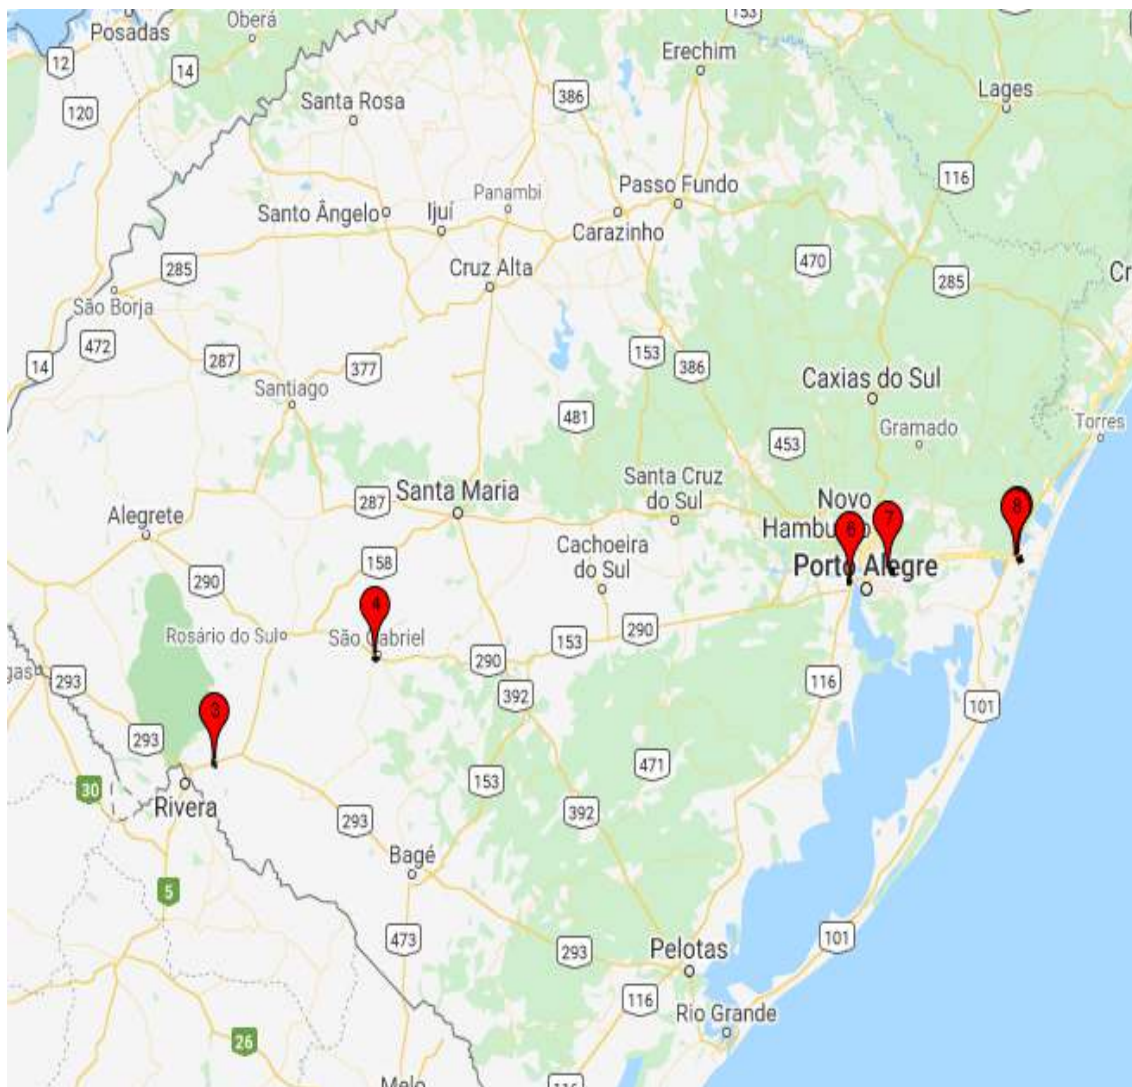 153
Posadas
Oberá
12
14
Erechim
386
Lages
120
Santa Rosa
116
Panambi
Passo Fundo
Santo Ângelo
Ijuí
Carazinho
285
Cruz Alta
470
285
São Borja
472
287
153
14
377
386
Santiago
Caxias do Sul
481
Gramado
Torres
453
Santa Cruz
do Sul
Santa Maria
287
Novo
8
7
Alegrete
6
Cachoeira
do Sul
158
Porto Alegre
290
4
Rosário do Sul
São Gabriel
153
290
290
293
116
392
101
3
293
471
30
153
Rivera
293
392
Bagé
5
473
101
293
Pelotas
116
Rio Grande
26